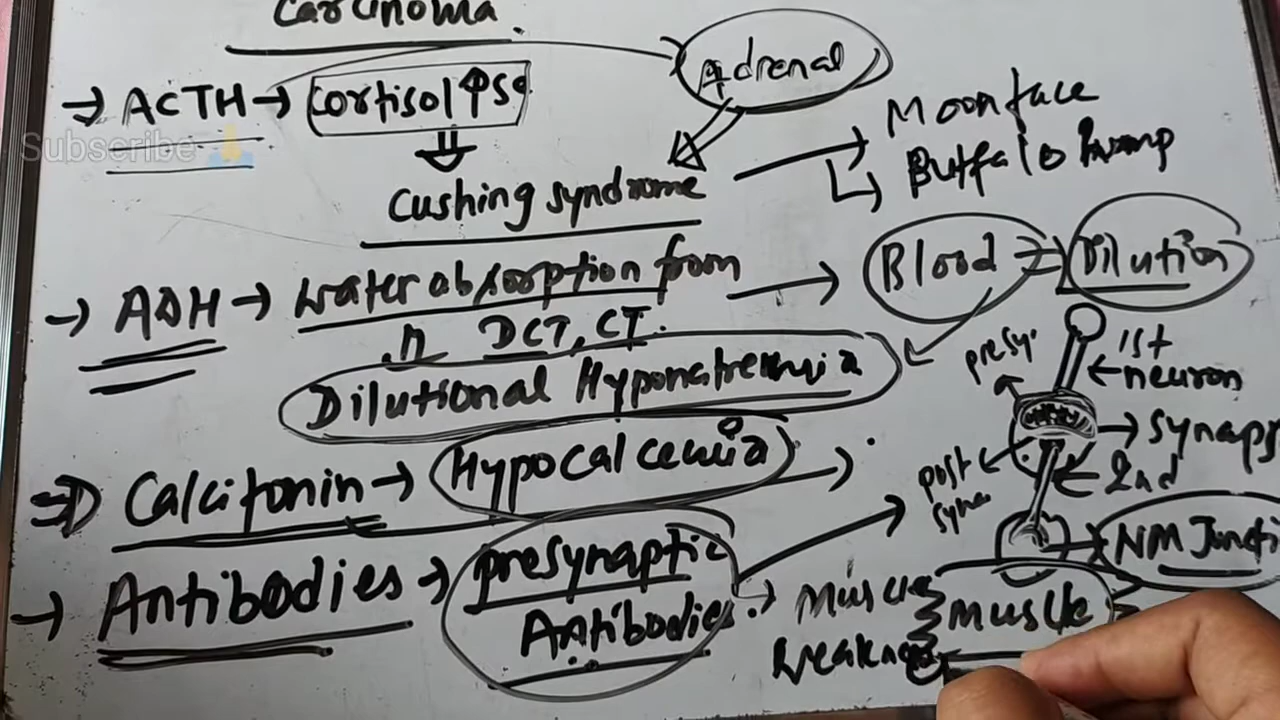 Carcinoma
→ ACTH → Cortisol ↑se
Adrenal
Subscribe 🙏
⇓
Cushing syndrome → Moonface
↳ Buffalo hump
→ ADH → Water absorption from → Blood ⇒ Dilution
DCT, CT.
Dilutional Hyponatremia
⇒ Calcitonin → Hypocalcemia →
→ Antibodies → presynaptic
Antibodies. → Muscle
Weakness
presy.
1st
← neuron
→ Synaps
post
syna
2nd
NM Juncti
Muscle